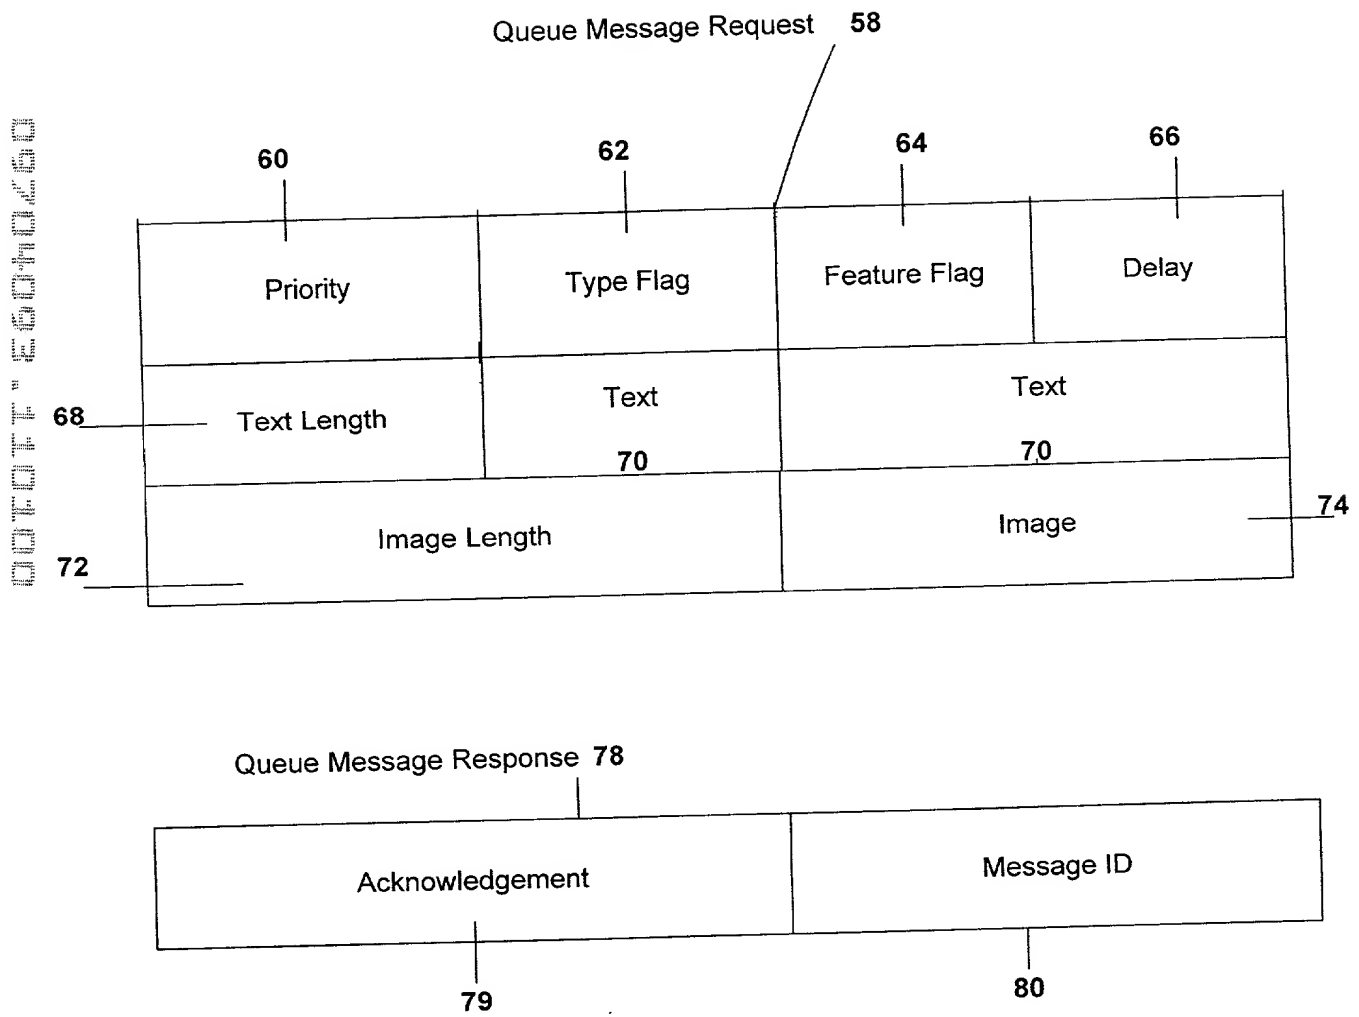 Queue Message Request 58
60 62 64 66
Priority Type Flag Feature Flag Delay
68 Text Length Text Text
70 70
Image Length Image 74
72
Queue Message Response 78
Acknowledgement Message ID
79 80